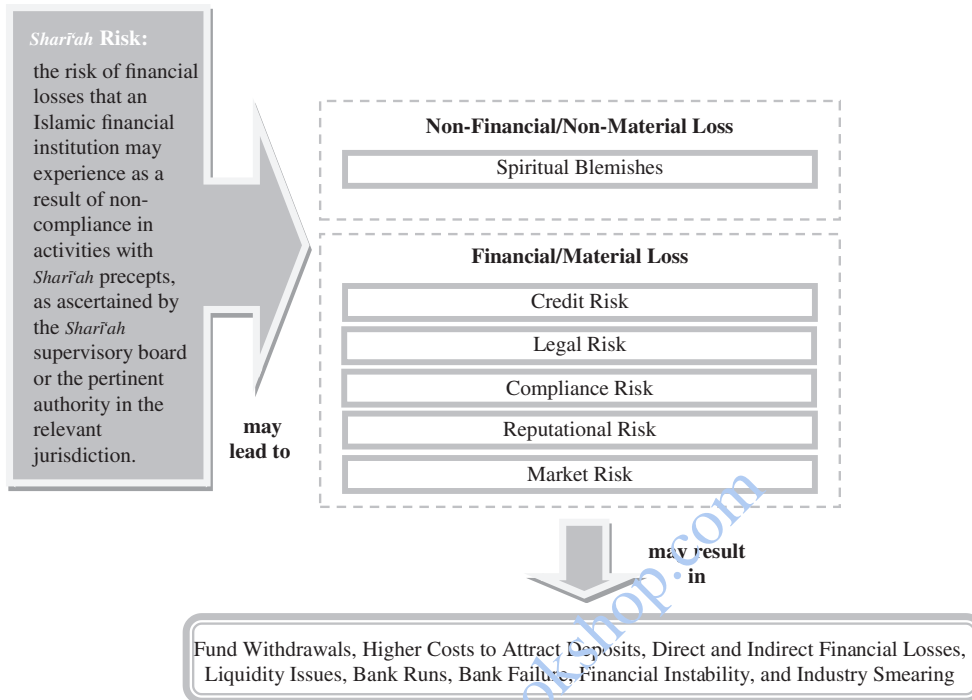 Sharī'ah Risk:
the risk of financial
losses that an
Islamic financial
institution may
experience as a
result of non-
compliance in
activities with
Sharī'ah precepts,
as ascertained by
the Sharī'ah
supervisory board
or the pertinent
authority in the
relevant
jurisdiction.
may
lead to
Non-Financial/Non-Material Loss
Spiritual Blemishes
Financial/Material Loss
Credit Risk
Legal Risk
Compliance Risk
Reputational Risk
Market Risk
may result
in
Fund Withdrawals, Higher Costs to Attract Deposits, Direct and Indirect Financial Losses,
Liquidity Issues, Bank Runs, Bank Failure, Financial Instability, and Industry Smearing
okshop.com